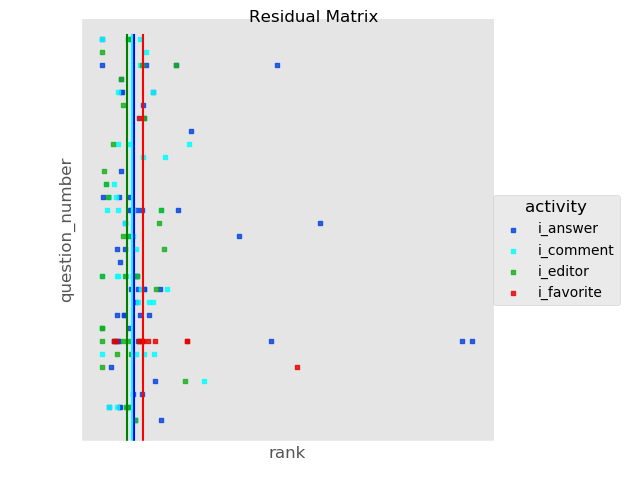 Residual Matrix
question_number
activity
i_answer
i_comment
i_editor
i_favorite
rank